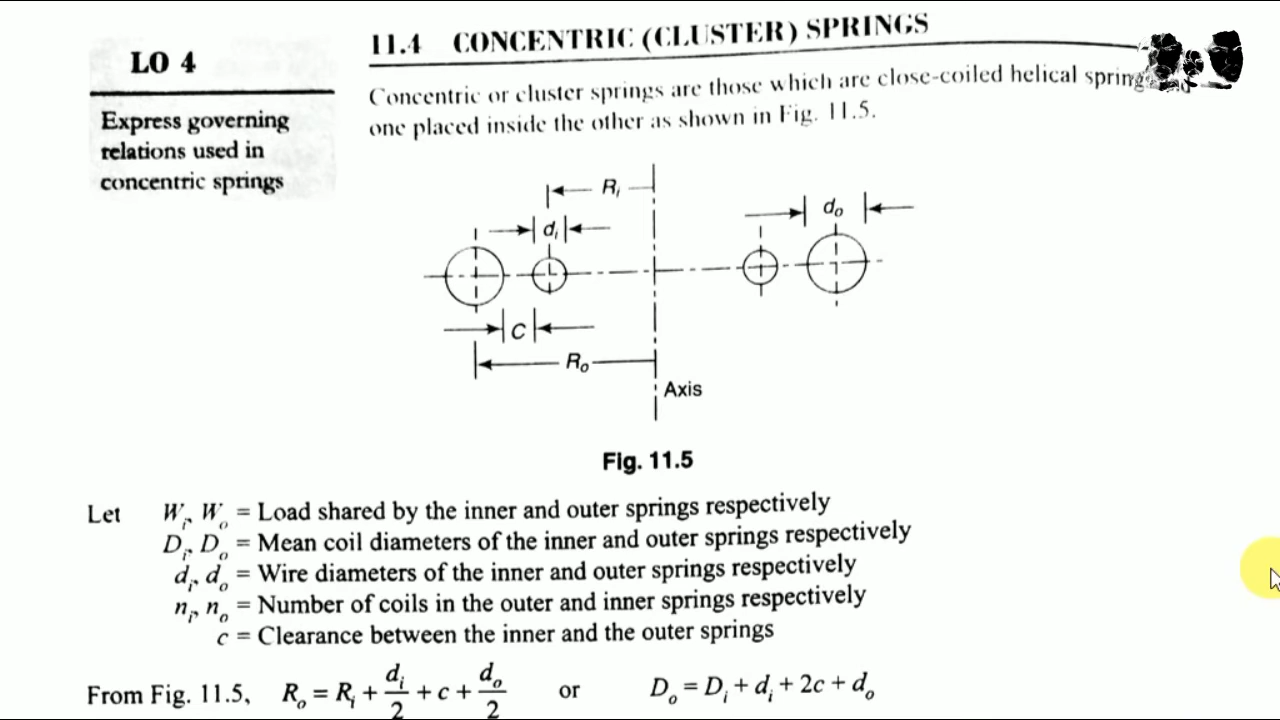 LO 4
Express governing
relations used in
concentric springs
11.4 CONCENTRIC (CLUSTER) SPRINGS
Concentric or cluster springs are those which are close-coiled helical spring
one placed inside the other as shown in Fig. 11.5.
R_i
d_i
d_o
C
R_o
Axis
Fig. 11.5
Let W_i, W_o = Load shared by the inner and outer springs respectively
D_i, D_o = Mean coil diameters of the inner and outer springs respectively
d_i, d_o = Wire diameters of the inner and outer springs respectively
n_i, n_o = Number of coils in the outer and inner springs respectively
c = Clearance between the inner and the outer springs
From Fig. 11.5, R_o = R_i + d_i/2 + c + d_o/2 or D_o = D_i + d_i + 2c + d_o